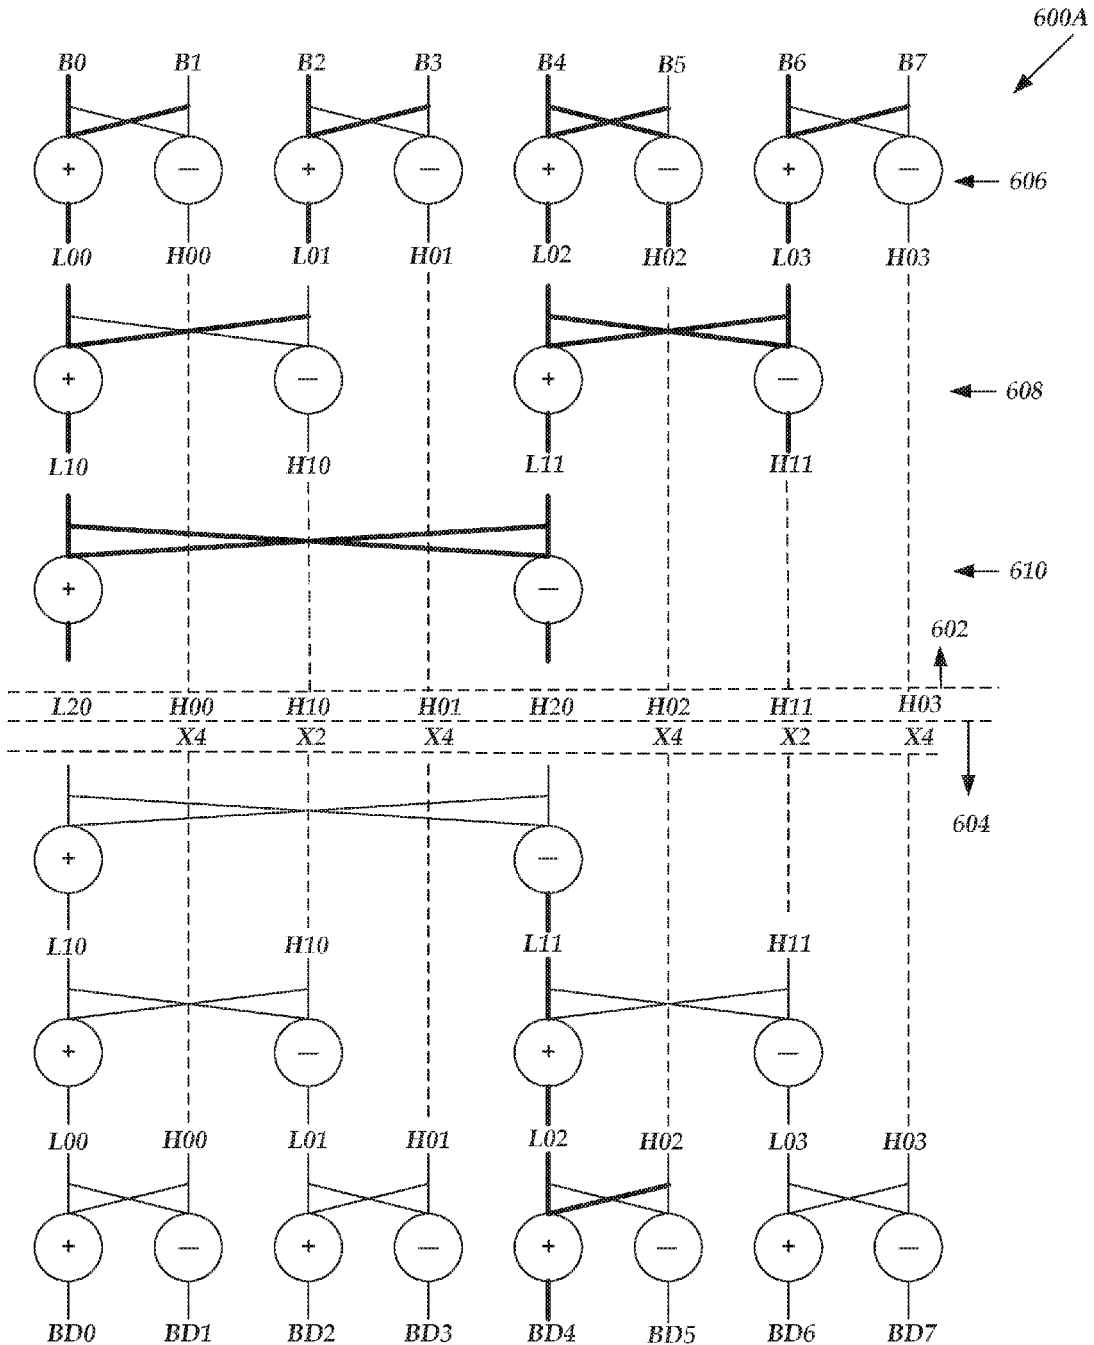 600A
B0 B1 B2 B3 B4 B5 B6 B7
+ — + — + — + —
606
L00 H00 L01 H01 L02 H02 L03 H03
+ — + —
608
L10 H10 L11 H11
+ —
610
602
L20 H00 H10 H01 H20 H02 H11 H03
X4 X2 X4 X4 X2 X4
604
+ —
L10 H10 L11 H11
+ — + —
L00 H00 L01 H01 L02 H02 L03 H03
+ — + — + — + —
BD0 BD1 BD2 BD3 BD4 BD5 BD6 BD7